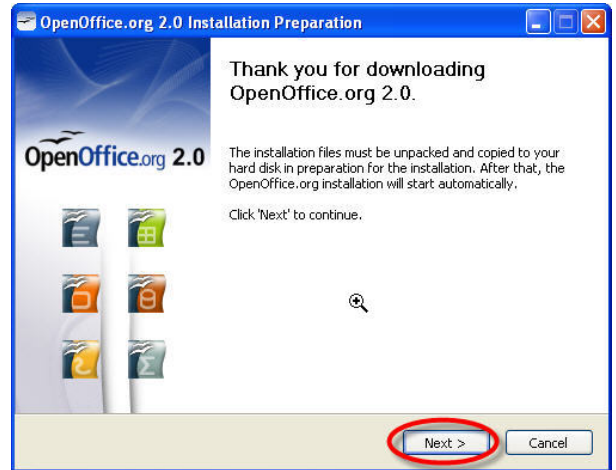 OpenOffice.org 2.0 Installation Preparation
Thank you for downloading
OpenOffice.org 2.0.
OpenOffice.org 2.0
The installation files must be unpacked and copied to your
hard disk in preparation for the installation. After that, the
OpenOffice.org installation will start automatically.
Click 'Next' to continue.
Next >
Cancel